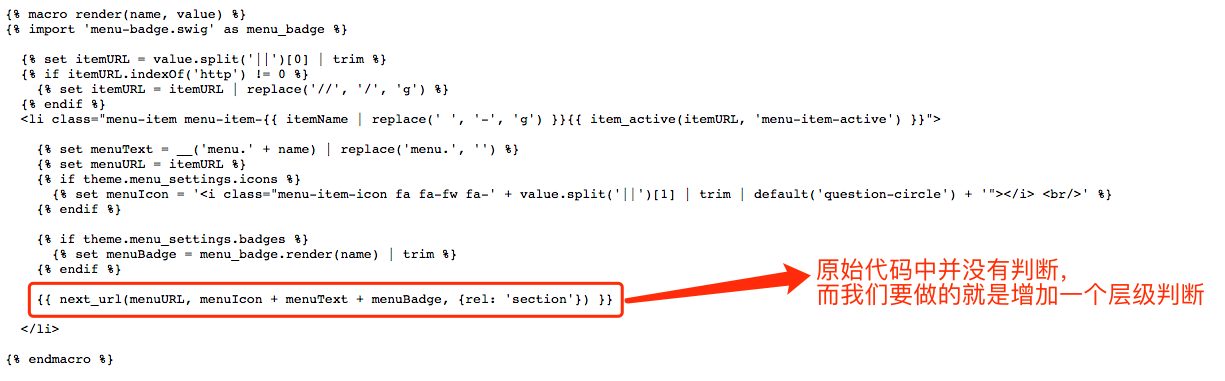 {% macro render(name, value) %}
{% import 'menu-badge.swig' as menu_badge %}
{% set itemURL = value.split('||')[0] | trim %}
{% if itemURL.indexOf('http') != 0 %}
{% set itemURL = itemURL | replace('//', '/', 'g') %}
{% endif %}
<li class="menu-item menu-item-{{ itemName | replace(' ', '-', 'g') }}{{ item_active(itemURL, 'menu-item-active') }}">
{% set menuText = __('menu.' + name) | replace('menu.', '') %}
{% set menuURL = itemURL %}
{% if theme.menu_settings.icons %}
{% set menuIcon = '<i class="menu-item-icon fa fa-fw fa-' + value.split('||')[1] | trim | default('question-circle') + '"></i> <br/>' %}
{% endif %}
{% if theme.menu_settings.badges %}
{% set menuBadge = menu_badge.render(name) | trim %}
{% endif %}
{{ next_url(menuURL, menuIcon + menuText + menuBadge, {rel: 'section'}) }}
原始代码中并没有判断，
而我们要做的就是增加一个层级判断
</li>
{% endmacro %}